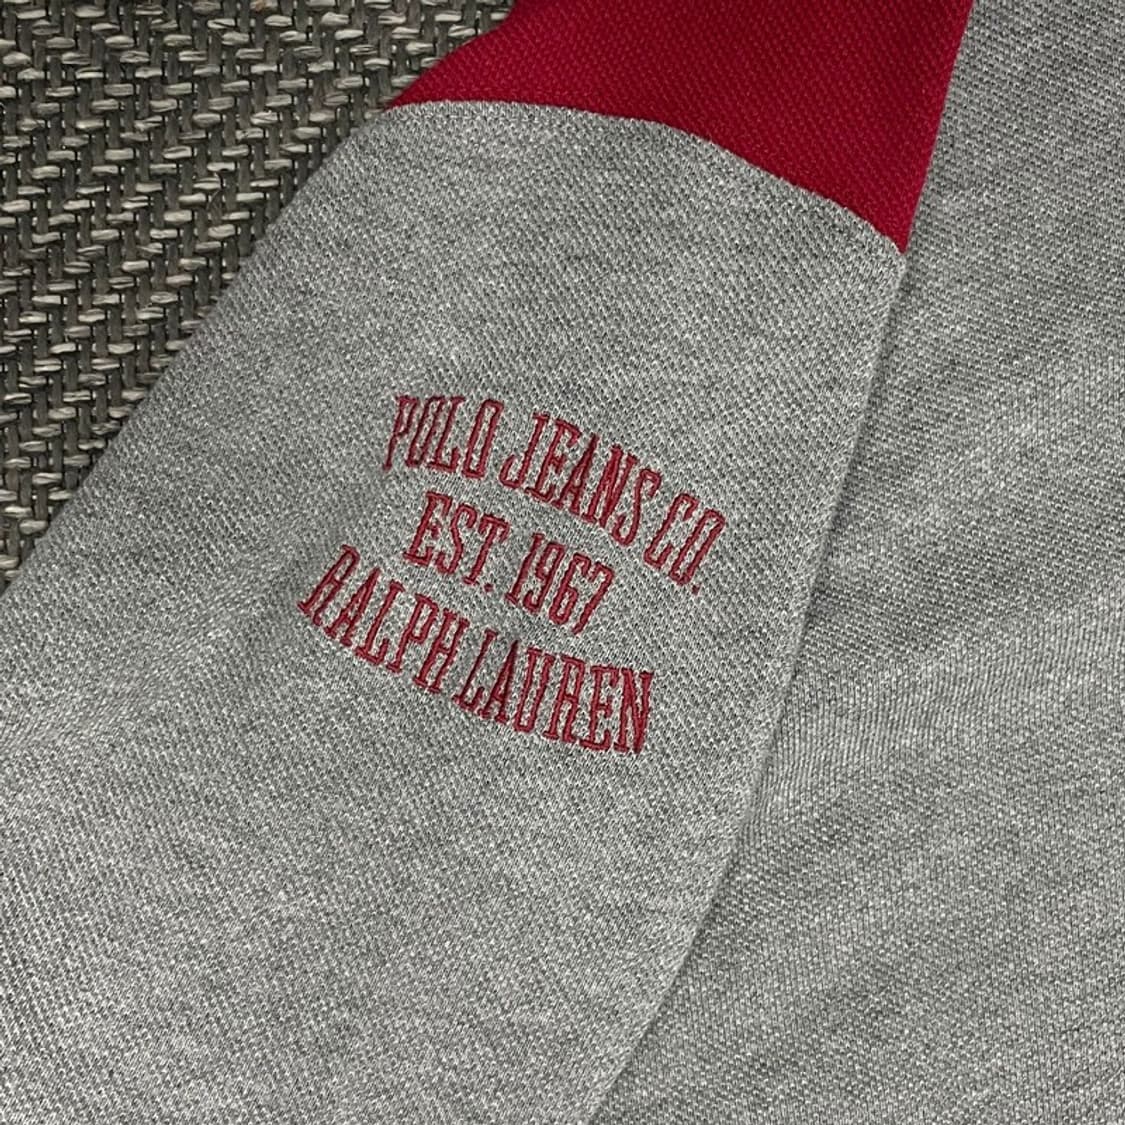 POLO JEANS CO.
EST. 1967
RALPH LAUREN